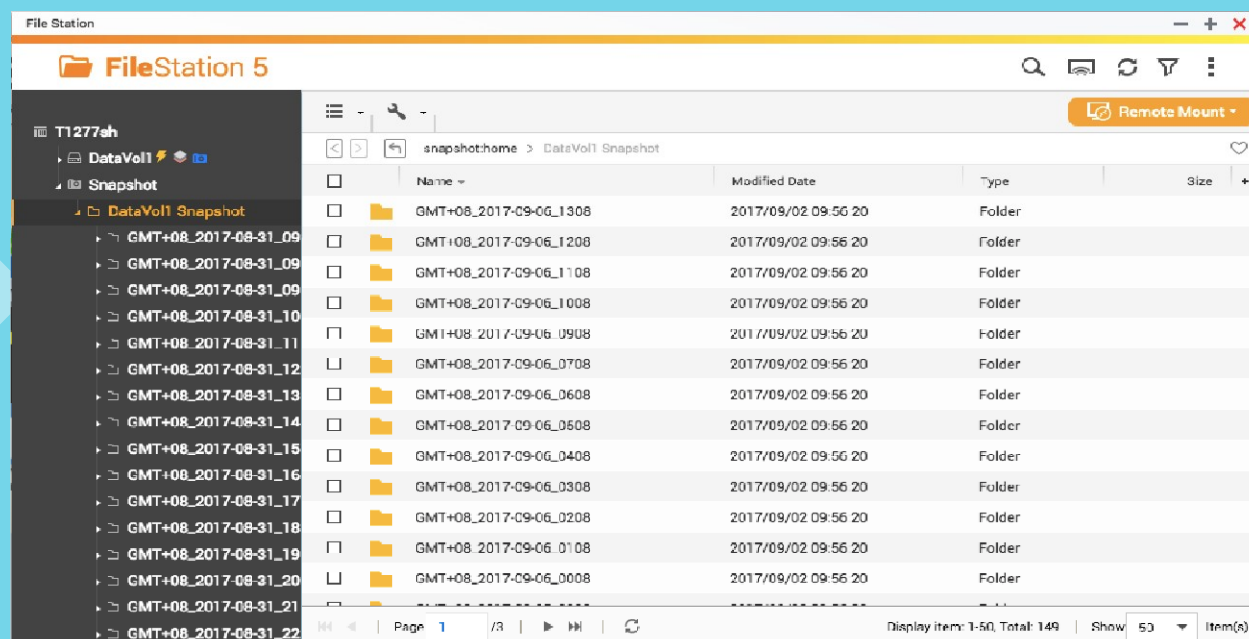 File Station
FileStation 5
Remote Mount
T1277sh
DataVol1
Snapshot
DataVol1 Snapshot
GMT+08_2017-08-31_09
GMT+08_2017-08-31_09
GMT+08_2017-08-31_09
GMT+08_2017-08-31_10
GMT+08_2017-08-31_11
GMT+08_2017-08-31_12
GMT+08_2017-08-31_13
GMT+08_2017-08-31_14
GMT+08_2017-08-31_15
GMT+08_2017-08-31_16
GMT+08_2017-08-31_17
GMT+08_2017-08-31_18
GMT+08_2017-08-31_19
GMT+08_2017-08-31_20
GMT+08_2017-08-31_21
GMT+08_2017-08-31_22
snapshot:home > DataVol1 Snapshot
Name Modified Date Type Size
GMT+08_2017-09-06_1308 2017/09/02 09:56 20 Folder
GMT+08_2017-09-06_1208 2017/09/02 09:56 20 Folder
GMT+08_2017-09-06_1108 2017/09/02 09:56 20 Folder
GMT+08_2017-09-06_1008 2017/09/02 09:56 20 Folder
GMT+08_2017-09-06_0908 2017/09/02 09:56 20 Folder
GMT+08_2017-09-06_0708 2017/09/02 09:56 20 Folder
GMT+08_2017-09-06_0608 2017/09/02 09:56 20 Folder
GMT+08_2017-09-06_0508 2017/09/02 09:56 20 Folder
GMT+08_2017-09-06_0408 2017/09/02 09:56 20 Folder
GMT+08_2017-09-06_0308 2017/09/02 09:56 20 Folder
GMT+08_2017-09-06_0208 2017/09/02 09:56 20 Folder
GMT+08_2017-09-06_0108 2017/09/02 09:56 20 Folder
GMT+08_2017-09-06_0008 2017/09/02 09:56 20 Folder
Page 1 /3 Display item: 1-50, Total: 149 Show 50 Item(s)